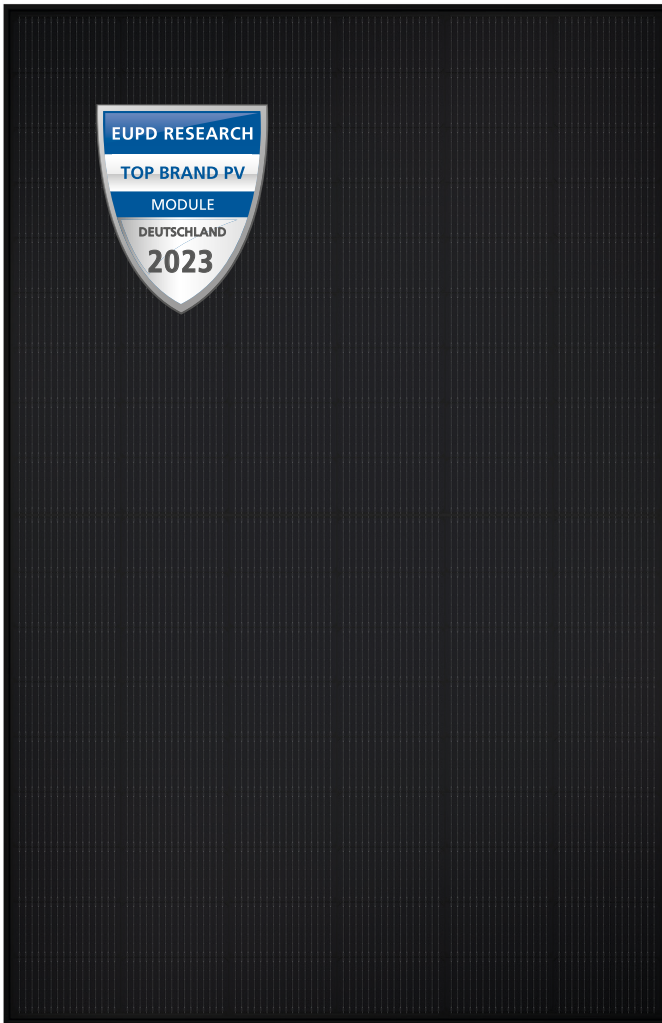 EUPD RESEARCH
TOP BRAND PV
MODULE
DEUTSCHLAND
2023